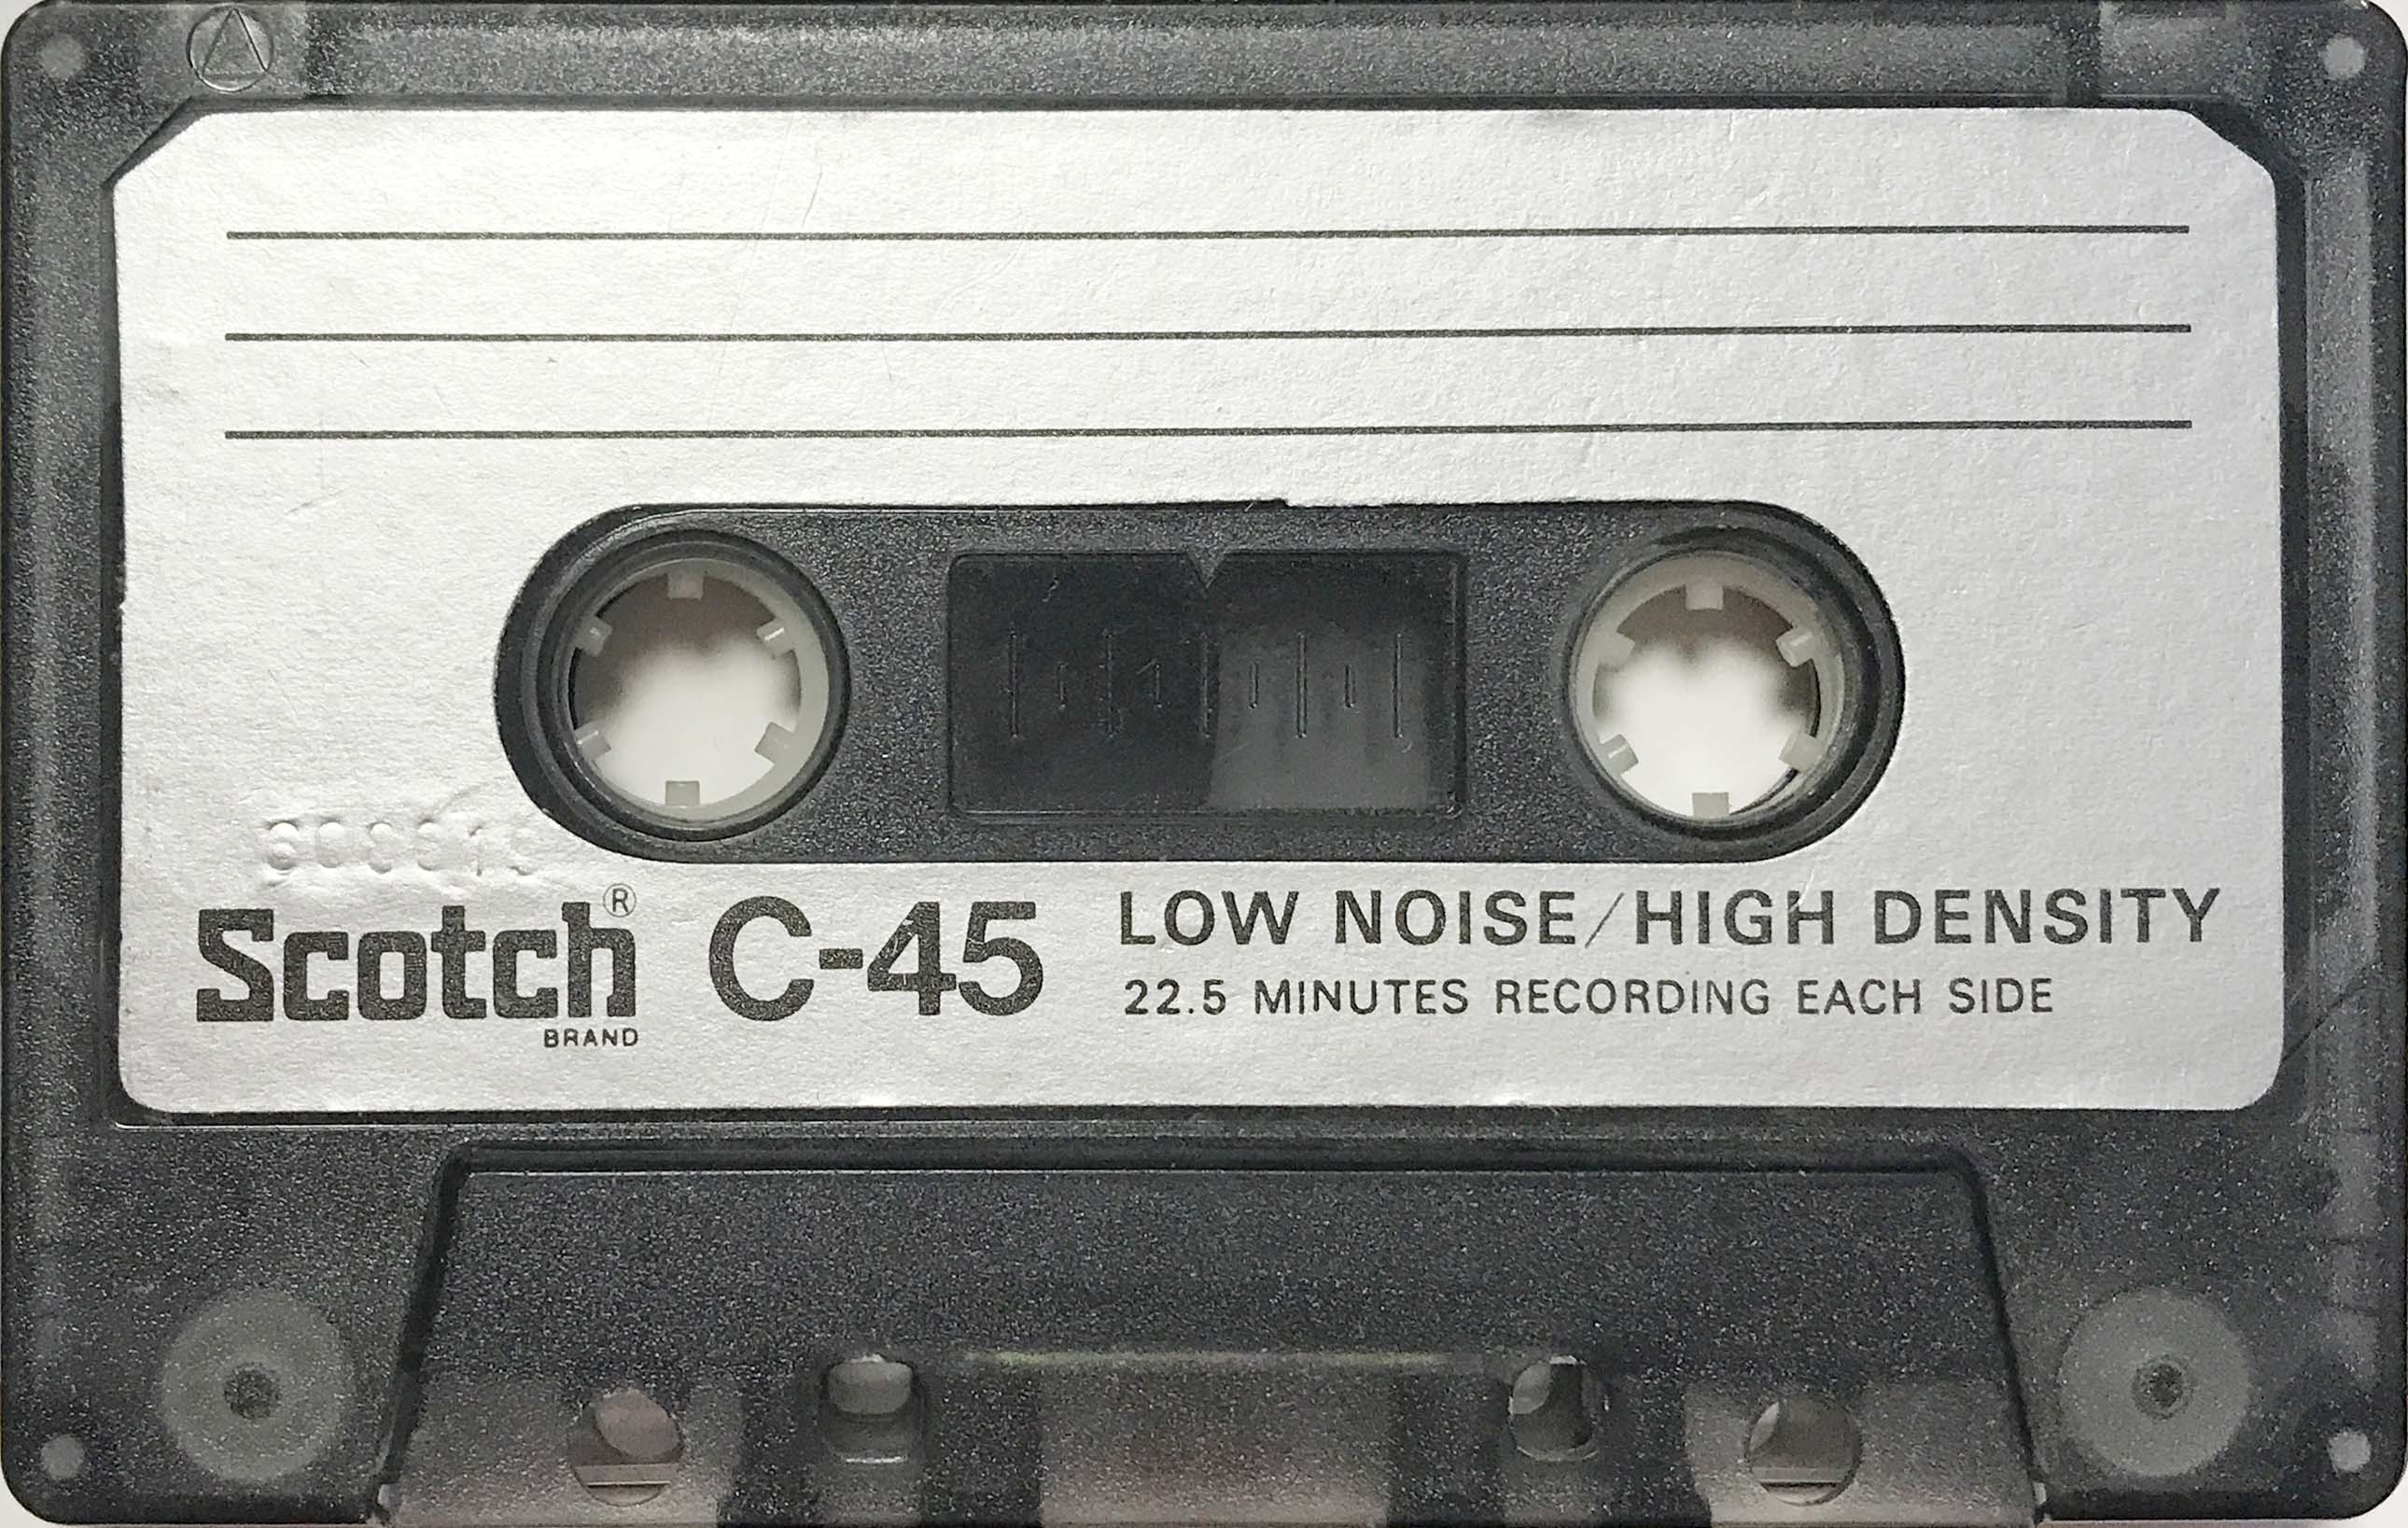 Scotch® C-45 LOW NOISE/HIGH DENSITY
BRAND 22.5 MINUTES RECORDING EACH SIDE